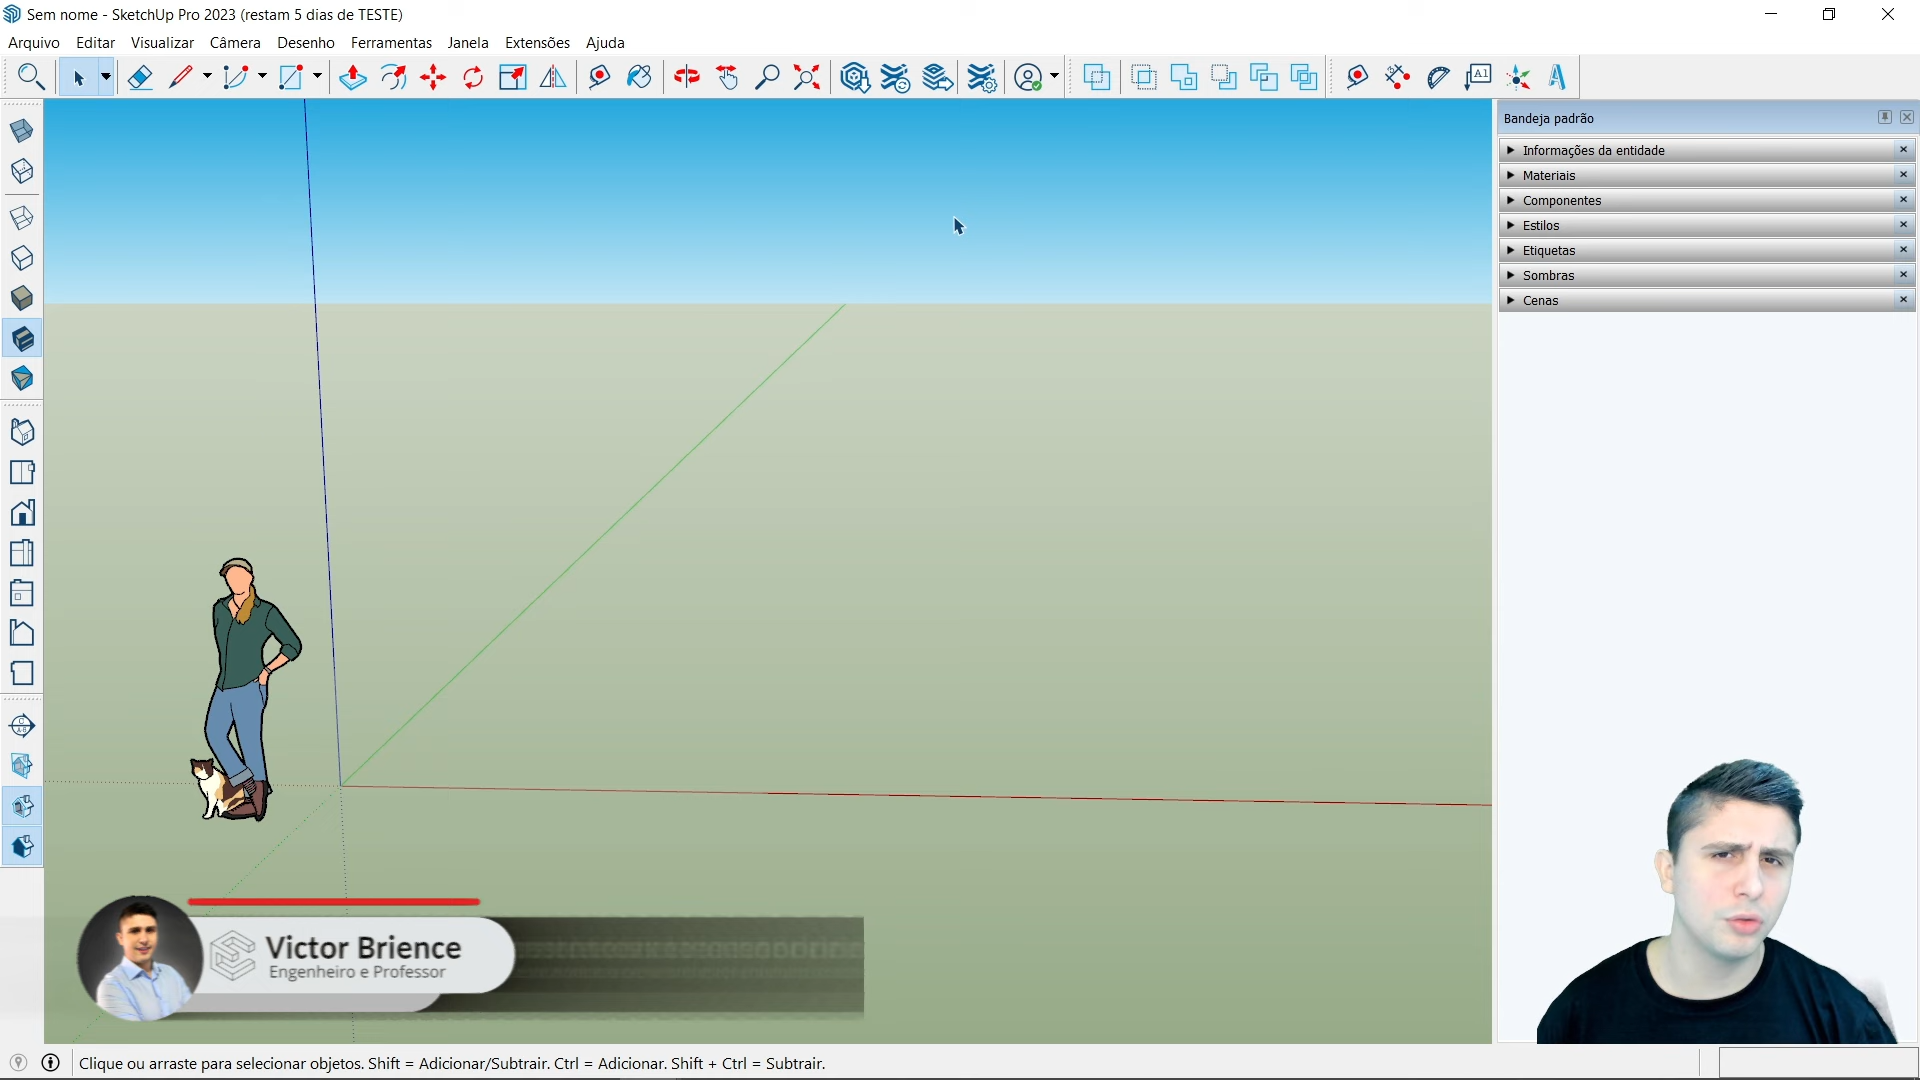 Sem nome - SketchUp Pro 2023 (restam 5 dias de TESTE)
Arquivo Editar Visualizar Câmera Desenho Ferramentas Janela Extensões Ajuda
A1
Bandeja padrão
Informações da entidade
Materiais
Componentes
Estilos
Etiquetas
Sombras
Cenas
Victor Brience
Engenheiro e Professor
Clique ou arraste para selecionar objetos. Shift = Adicionar/Subtrair. Ctrl = Adicionar. Shift + Ctrl = Subtrair.